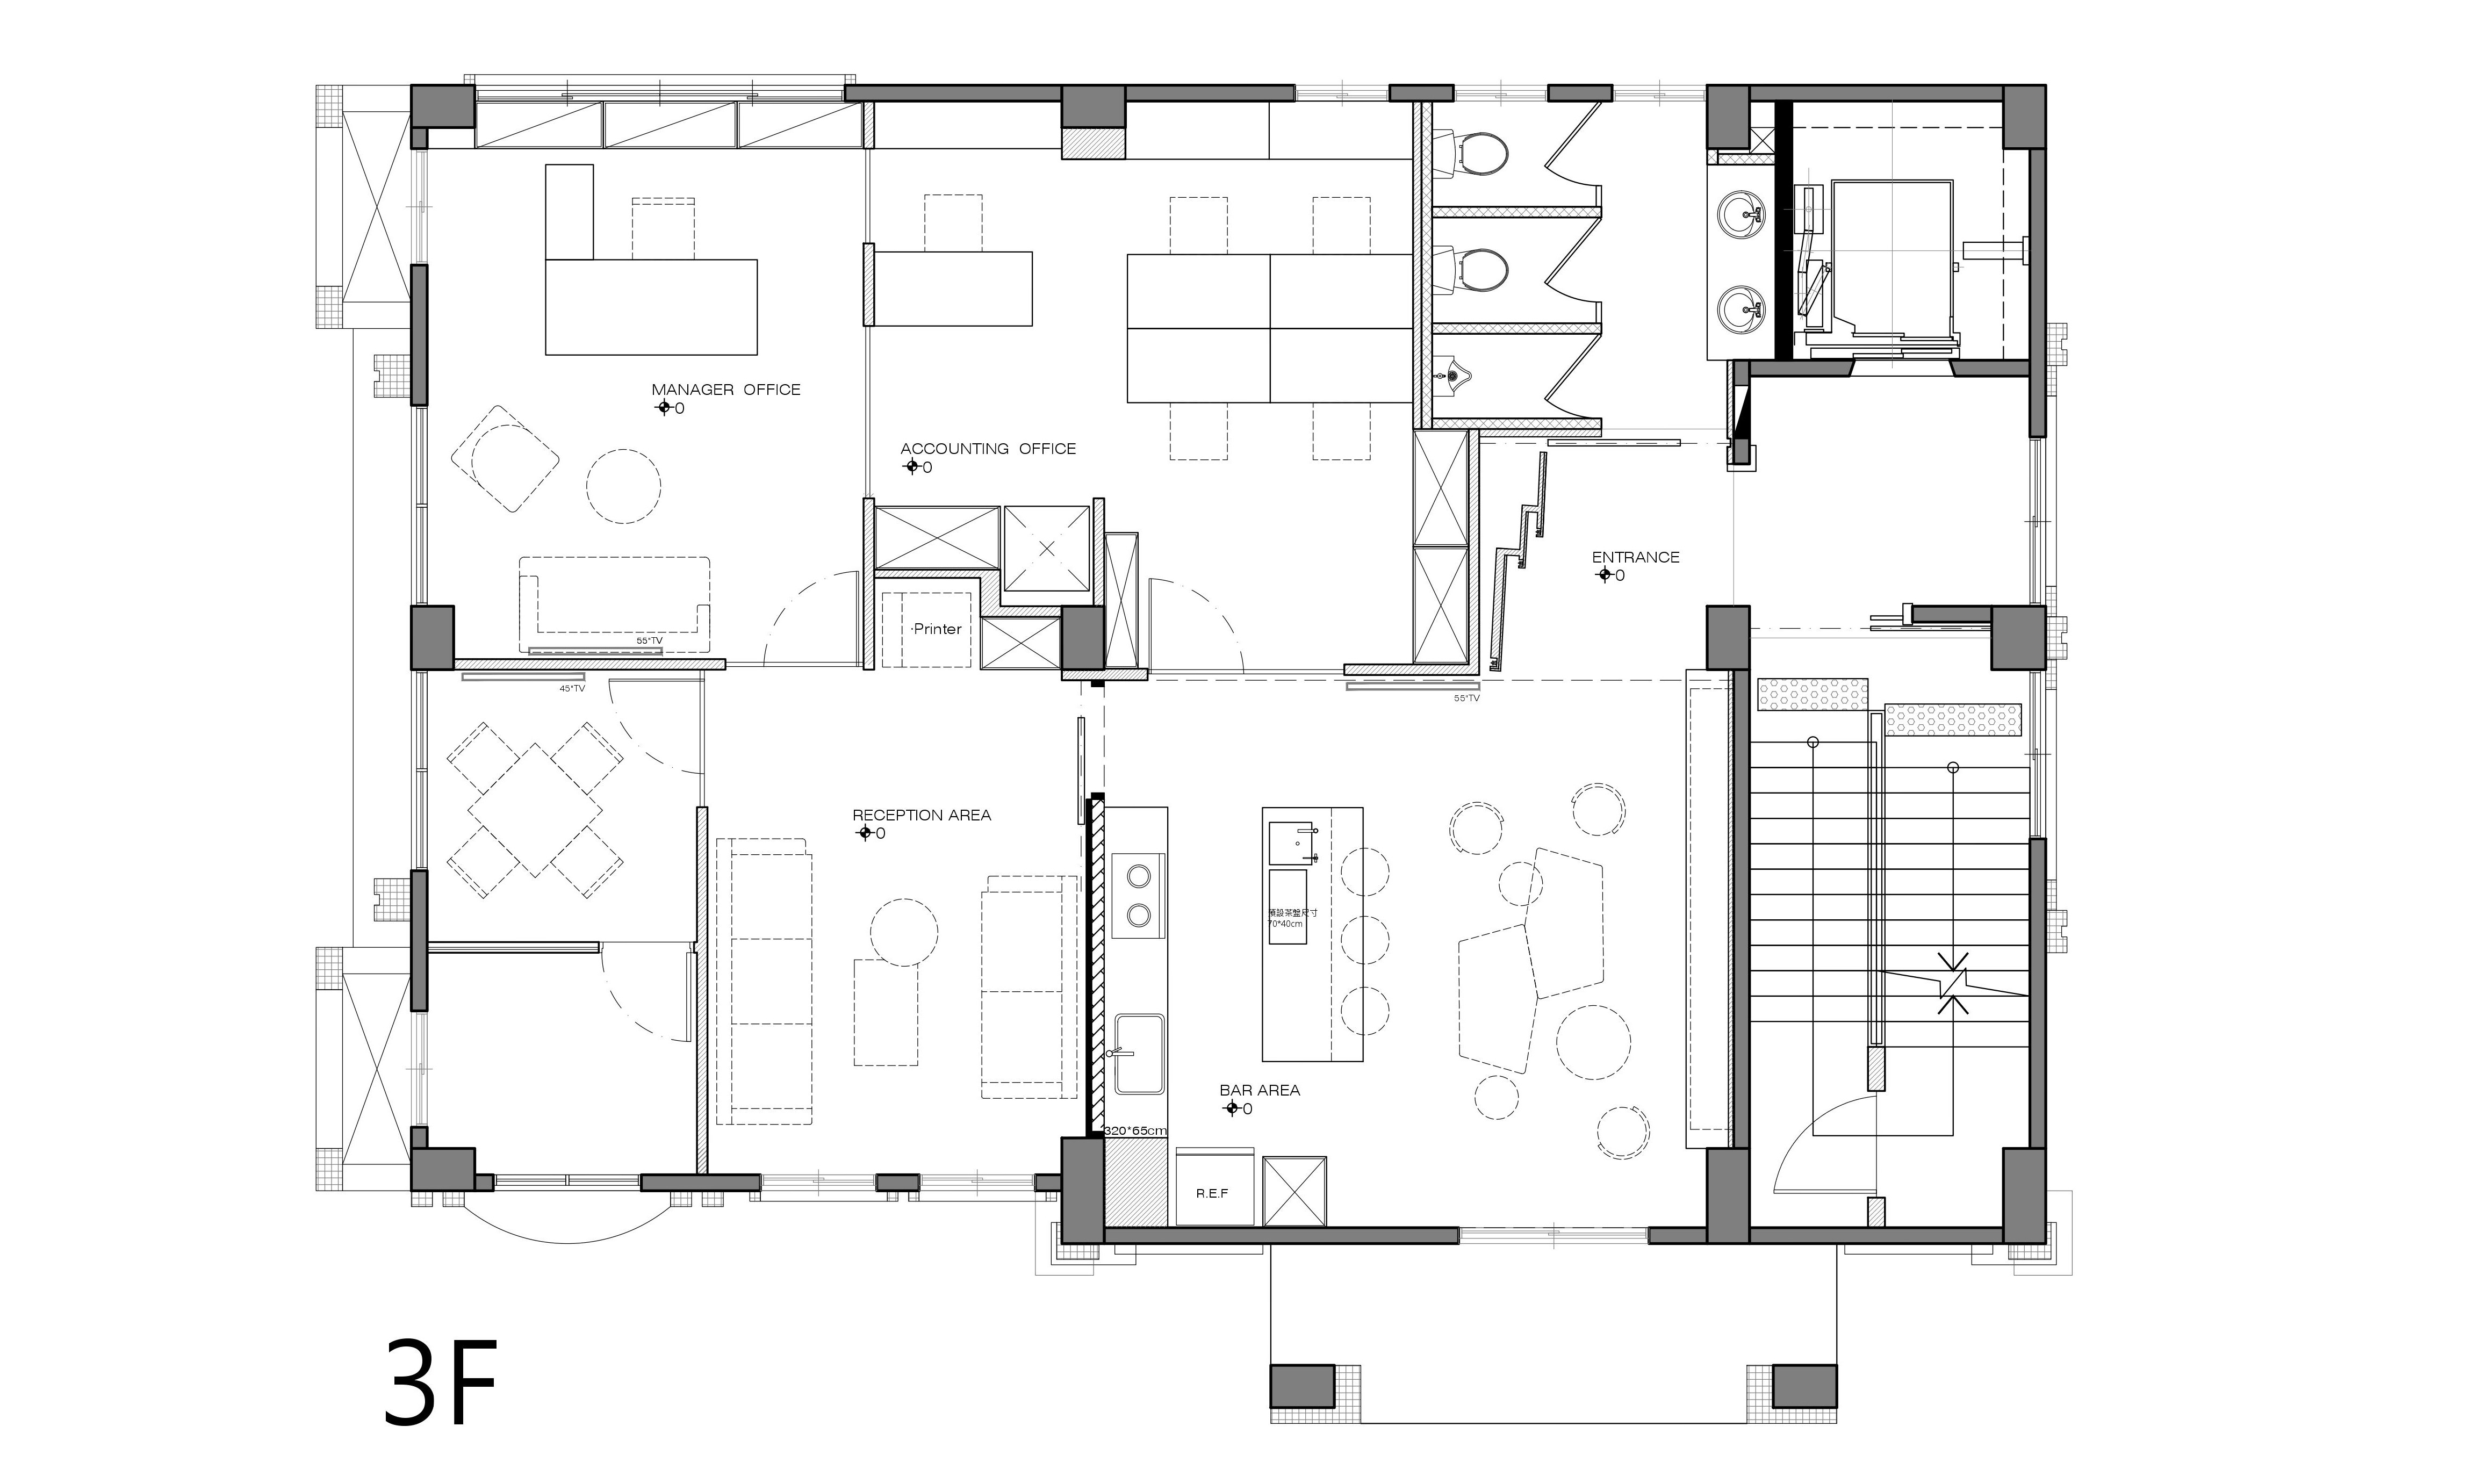 MANAGER OFFICE
0
ACCOUNTING OFFICE
0
ENTRANCE
0
Printer
55"TV
45"TV
55"TV
RECEPTION AREA
0
預設茶盤尺寸
70*40cm
BAR AREA
0
320*65cm
R.E.F
3F